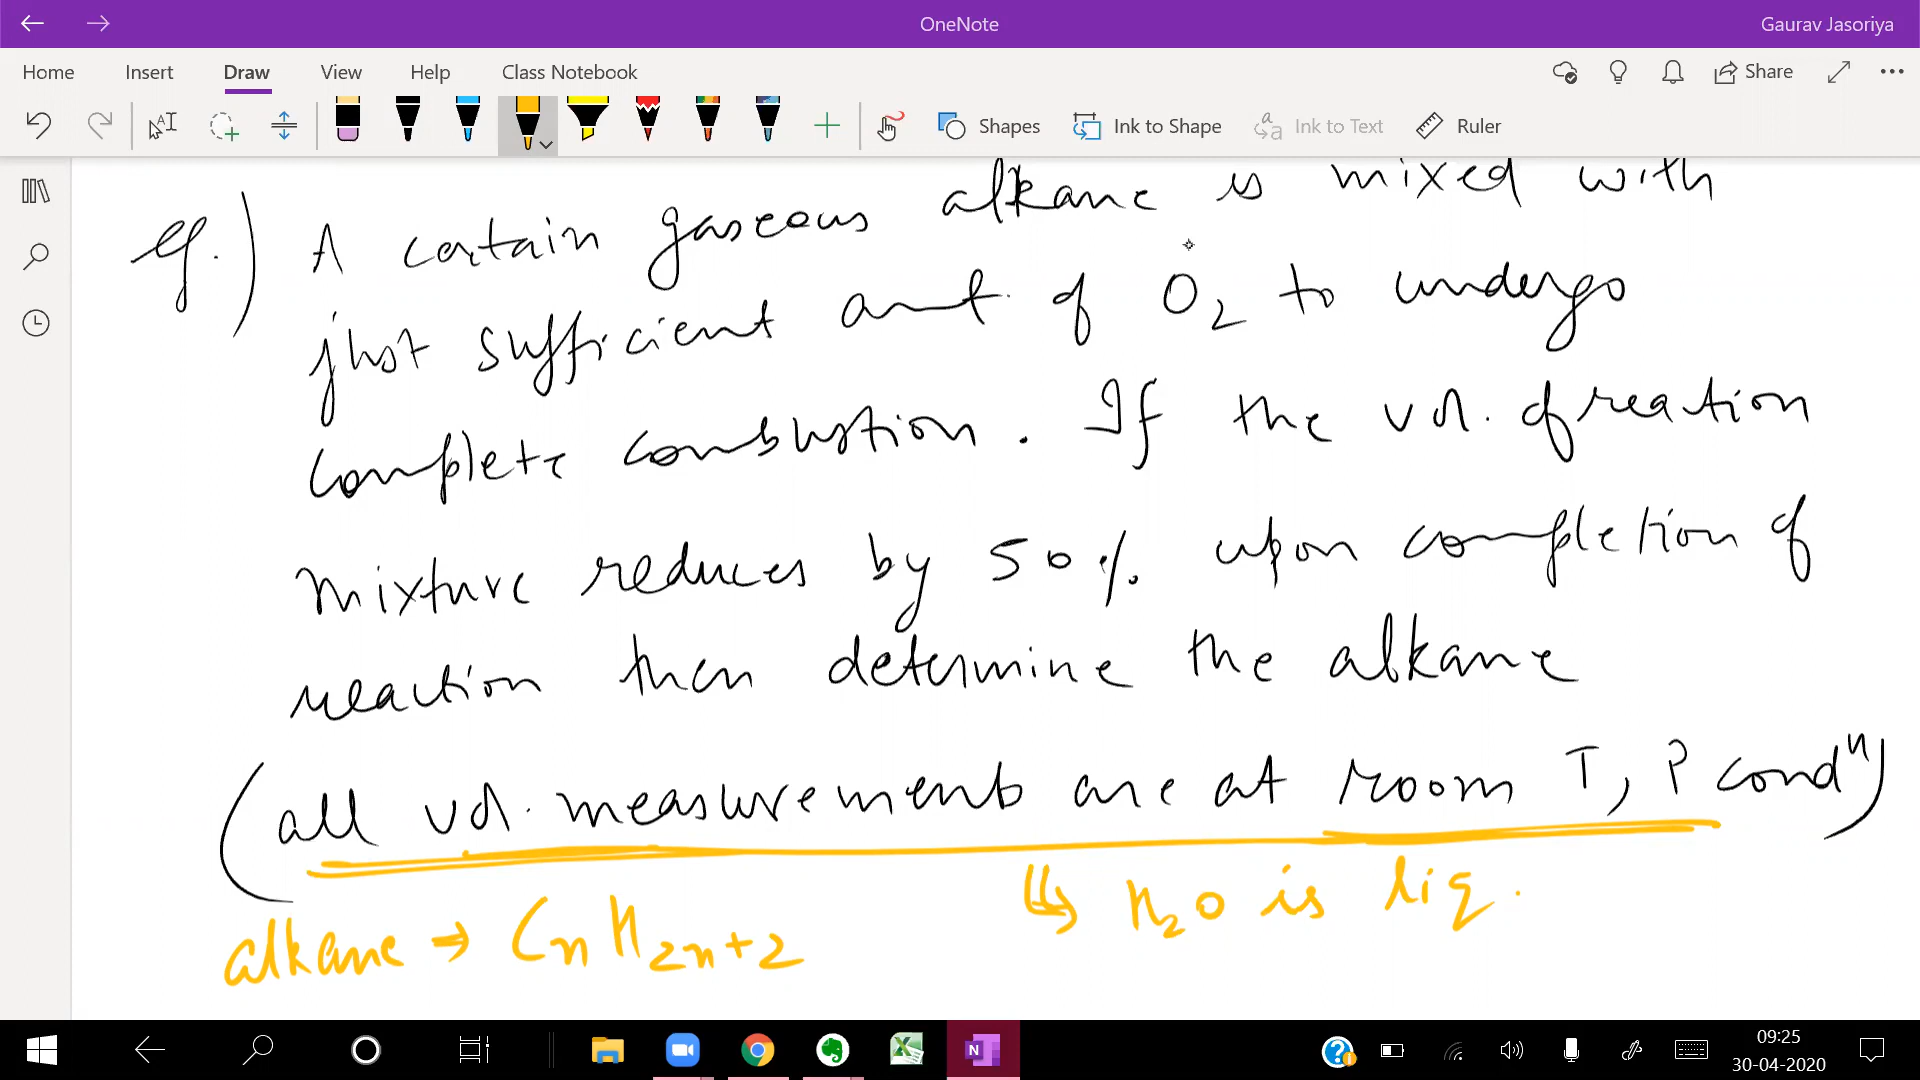 OneNote
Gaurav Jasoriya
Home Insert Draw View Help Class Notebook
Share
Shapes Ink to Shape Ink to Text Ruler
eg.) A certain gaseous alkane is mixed with
just sufficient amt. of O₂ to undergo
complete combustion. If the vol. of reaction
mixture reduces by 50%. upon completion of
reaction then determine the alkane
(all vol. measurements are at room T, P condⁿ)
↳ H₂O is liq.
alkane → CₙH₂ₙ₊₂
09:25
30-04-2020